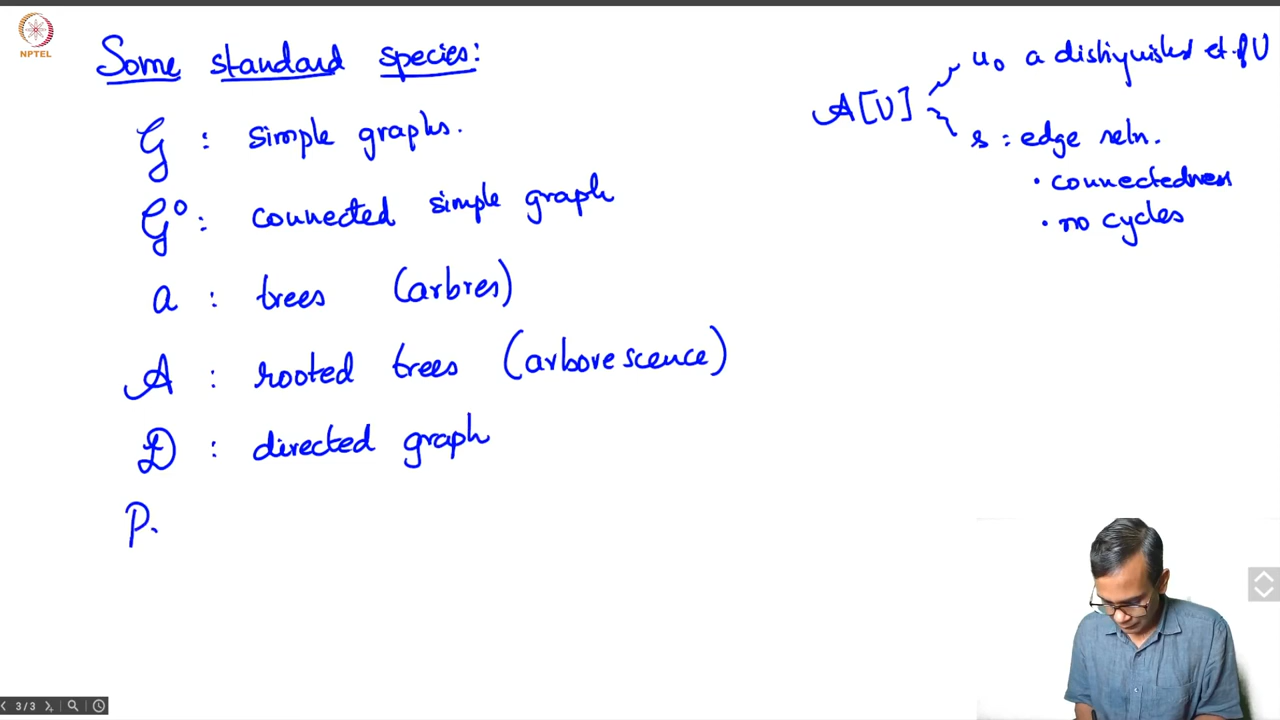 NPTEL
Some standard species:
G : simple graphs.
G° : connected simple graph
a : trees (arbres)
A : rooted trees (arborescence)
D : directed graph
P.
A[U]
u₀ a distinguished et. of U
s : edge reln.
• connectedness
• no cycles
3/3